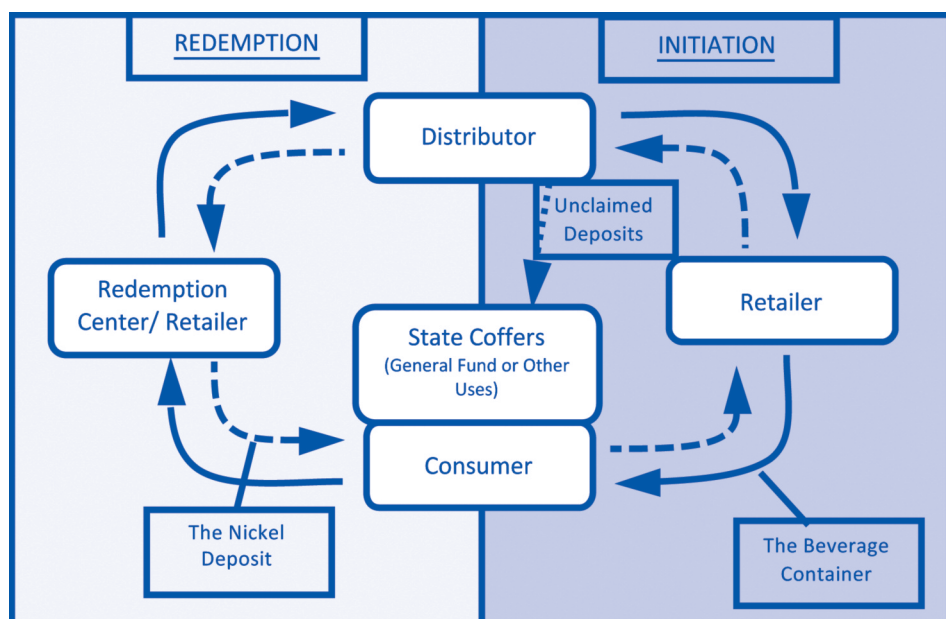 REDEMPTION
INITIATION
Distributor
Unclaimed
Deposits
Redemption
Center/ Retailer
Retailer
State Coffers
(General Fund or Other
Uses)
Consumer
The Nickel
Deposit
The Beverage
Container